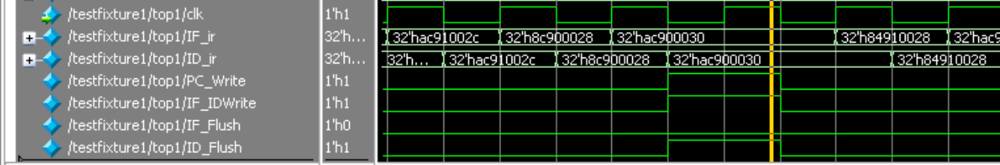 /testfixture1/top1/clk 1'h1
/testfixture1/top1/IF_ir 32'h... 32'hac91002c 32'h8c900028 32'hac900030 32'h84910028 32'hac9
/testfixture1/top1/ID_ir 32'h... 32'h... 32'hac91002c 32'h8c900028 32'hac900030 32'h84910028
/testfixture1/top1/PC_Write 1'h1
/testfixture1/top1/IF_IDWrite 1'h1
/testfixture1/top1/IF_Flush 1'h0
/testfixture1/top1/ID_Flush 1'h1